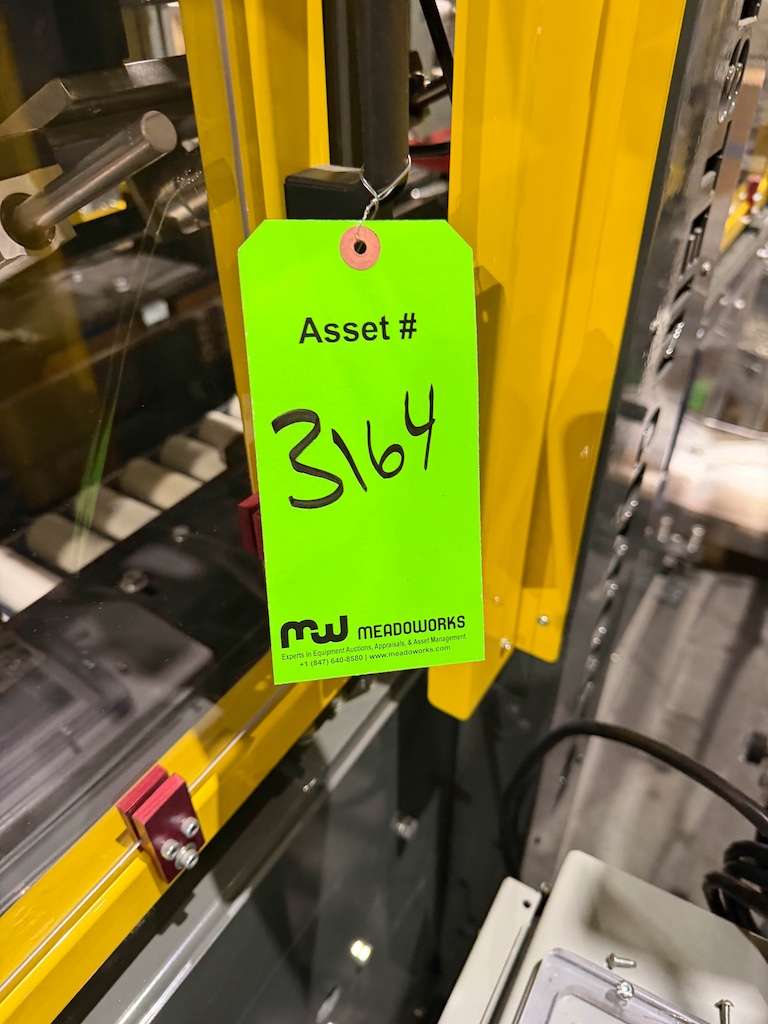 Asset #
3164
mw MEADOWORKS
Experts in Equipment Auctions, Appraisals, & Asset Management
+1 (847) 640-8580 | www.meadoworks.com